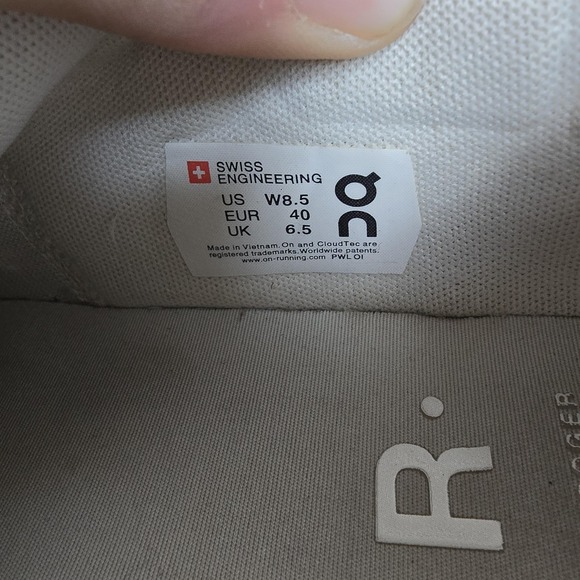 SWISS
ENGINEERING
US W8.5
EUR 40
UK 6.5
Made in Vietnam. On and CloudTec are
registered trademarks. Worldwide patents.
www.on-running.com PWL OI
On
R.